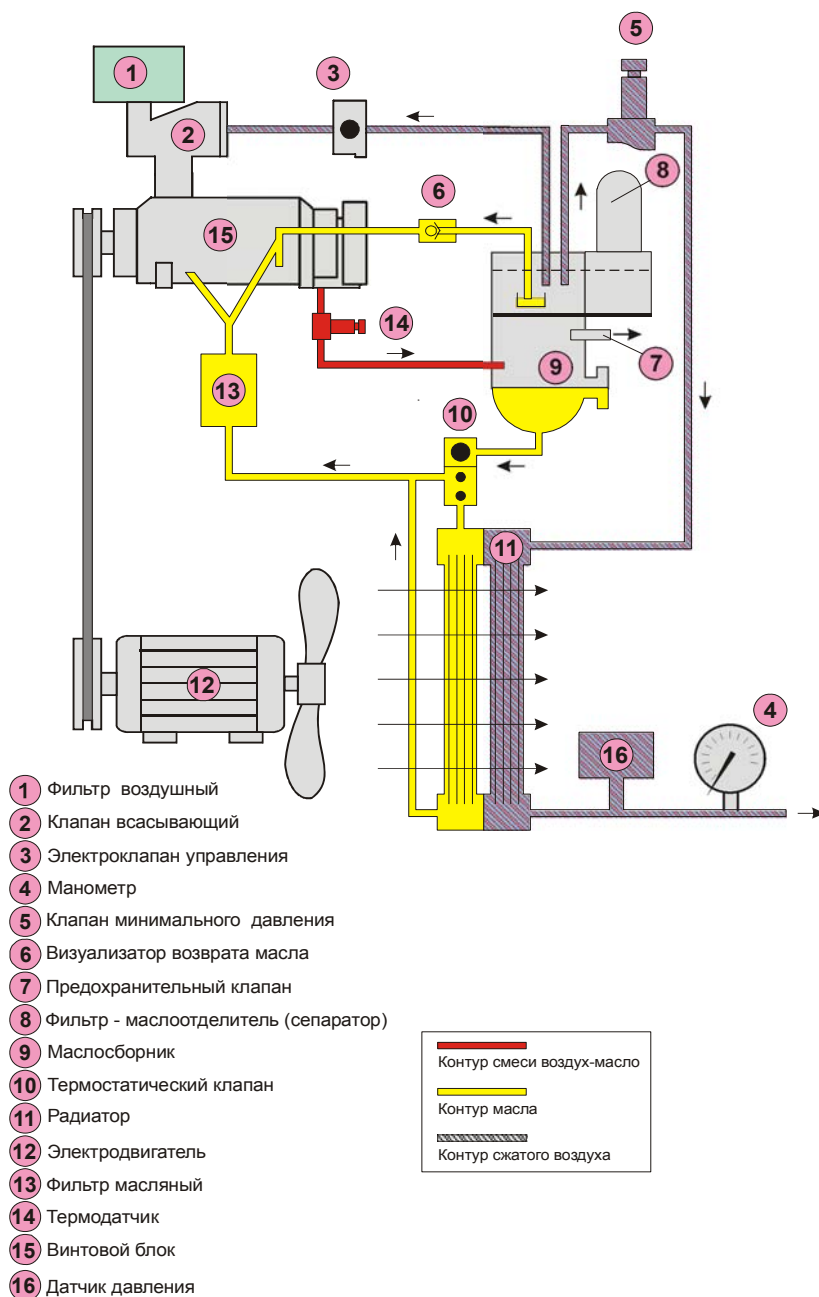 5
1
3
2
8
6
15
14
7
9
13
10
11
12
4
16
1 Фильтр воздушный
2 Клапан всасывающий
3 Электроклапан управления
4 Манометр
5 Клапан минимального давления
6 Визуализатор возврата масла
7 Предохранительный клапан
8 Фильтр - маслоотделитель (сепаратор)
9 Маслосборник
10 Термостатический клапан
11 Радиатор
12 Электродвигатель
13 Фильтр масляный
14 Термодатчик
15 Винтовой блок
16 Датчик давления
Контур смеси воздух-масло
Контур масла
Контур сжатого воздуха